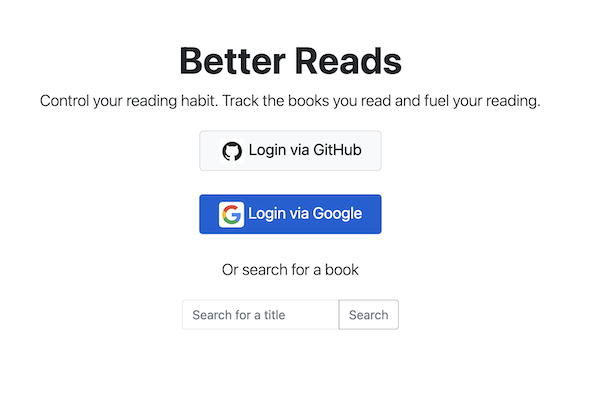 Better Reads
Control your reading habit. Track the books you read and fuel your reading.
Login via GitHub
Login via Google
Or search for a book
Search for a title Search